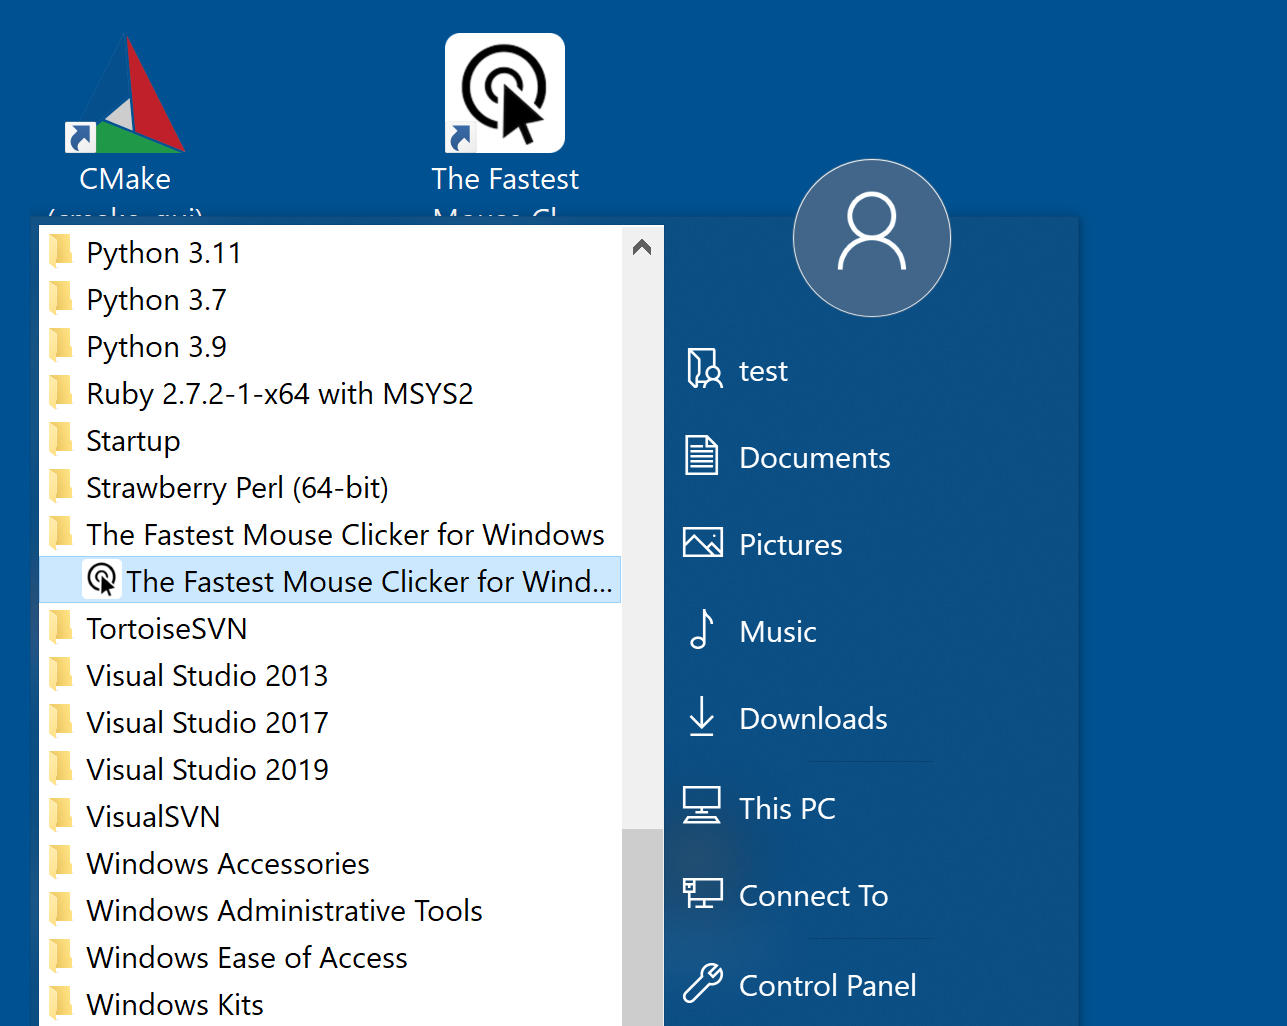 CMake
The Fastest
Python 3.11
Python 3.7
Python 3.9
Ruby 2.7.2-1-x64 with MSYS2
Startup
Strawberry Perl (64-bit)
The Fastest Mouse Clicker for Windows
The Fastest Mouse Clicker for Wind...
TortoiseSVN
Visual Studio 2013
Visual Studio 2017
Visual Studio 2019
VisualSVN
Windows Accessories
Windows Administrative Tools
Windows Ease of Access
Windows Kits
test
Documents
Pictures
Music
Downloads
This PC
Connect To
Control Panel